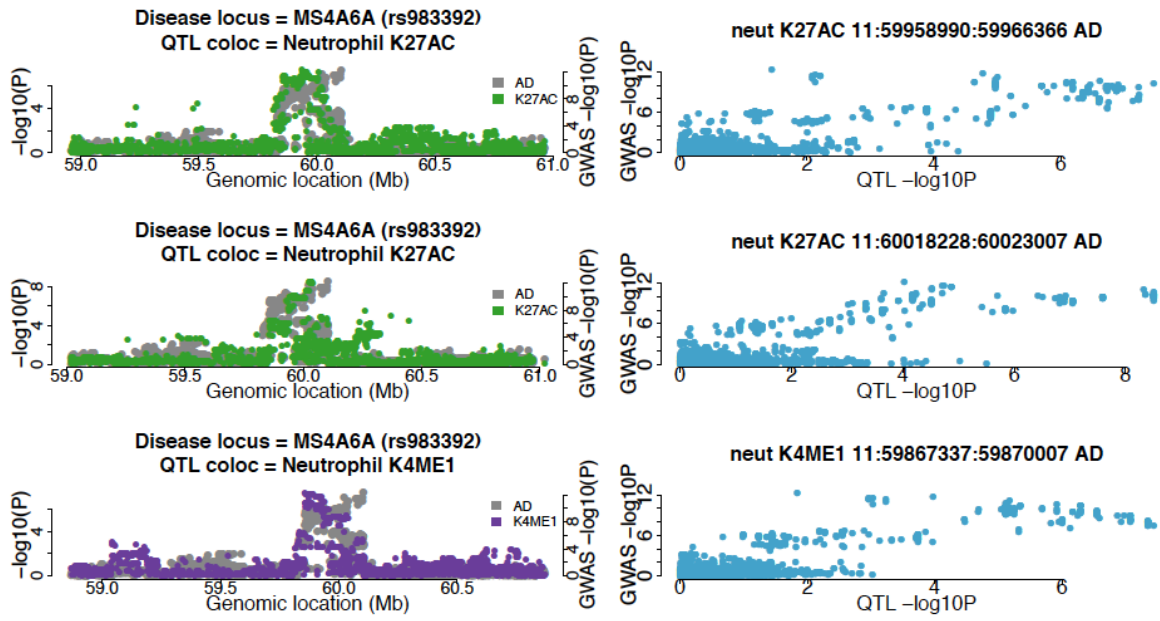 Disease locus = MS4A6A (rs983392)
QTL coloc = Neutrophil K27AC
−log10(P)
0 4
GWAS −log10(P)
0 4 8
AD
K27AC
59.0 59.5 60.0 60.5 61.0
Genomic location (Mb)
neut K27AC 11:59958990:59966366 AD
GWAS −log10P
0 6 12
0 2 4 6
QTL −log10P
Disease locus = MS4A6A (rs983392)
QTL coloc = Neutrophil K27AC
−log10(P)
0 4 8
GWAS −log10(P)
0 4 8
AD
K27AC
59.0 59.5 60.0 60.5 61.0
Genomic location (Mb)
neut K27AC 11:60018228:60023007 AD
GWAS −log10P
0 6 12
0 2 4 6 8
QTL −log10P
Disease locus = MS4A6A (rs983392)
QTL coloc = Neutrophil K4ME1
−log10(P)
0 4
GWAS −log10(P)
0 4 8
AD
K4ME1
59.0 59.5 60.0 60.5
Genomic location (Mb)
neut K4ME1 11:59867337:59870007 AD
GWAS −log10P
0 6 12
0 2 4 6
QTL −log10P